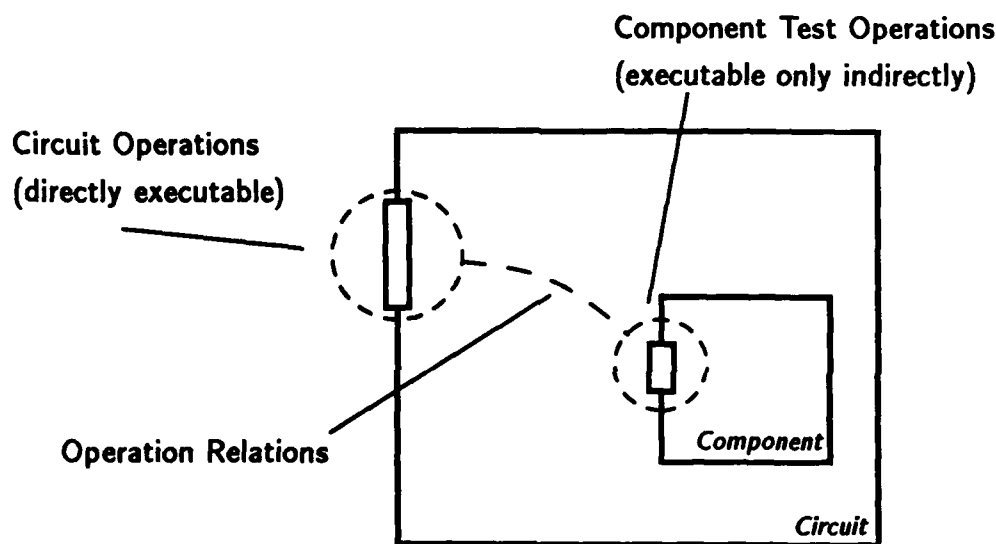 Component Test Operations
(executable only indirectly)
Circuit Operations
(directly executable)
Operation Relations
Component
Circuit